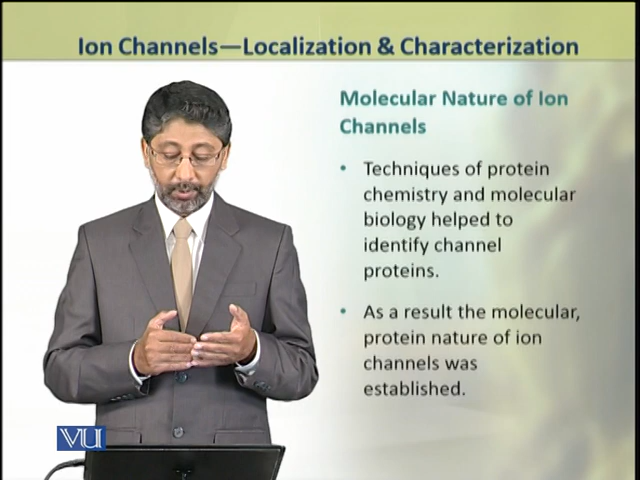 Ion Channels—Localization & Characterization
Molecular Nature of Ion
Channels
• Techniques of protein
chemistry and molecular
biology helped to
identify channel
proteins.
• As a result the molecular,
protein nature of ion
channels was
established.
VU